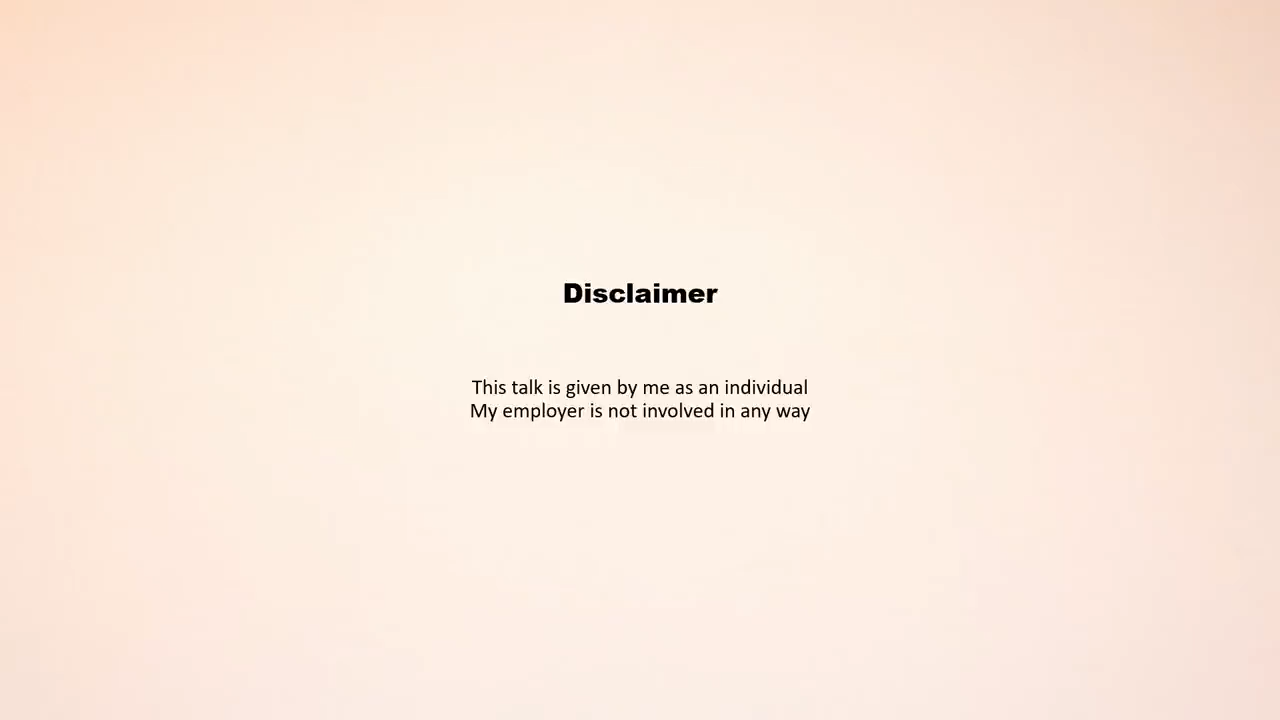 Disclaimer
This talk is given by me as an individual
My employer is not involved in any way